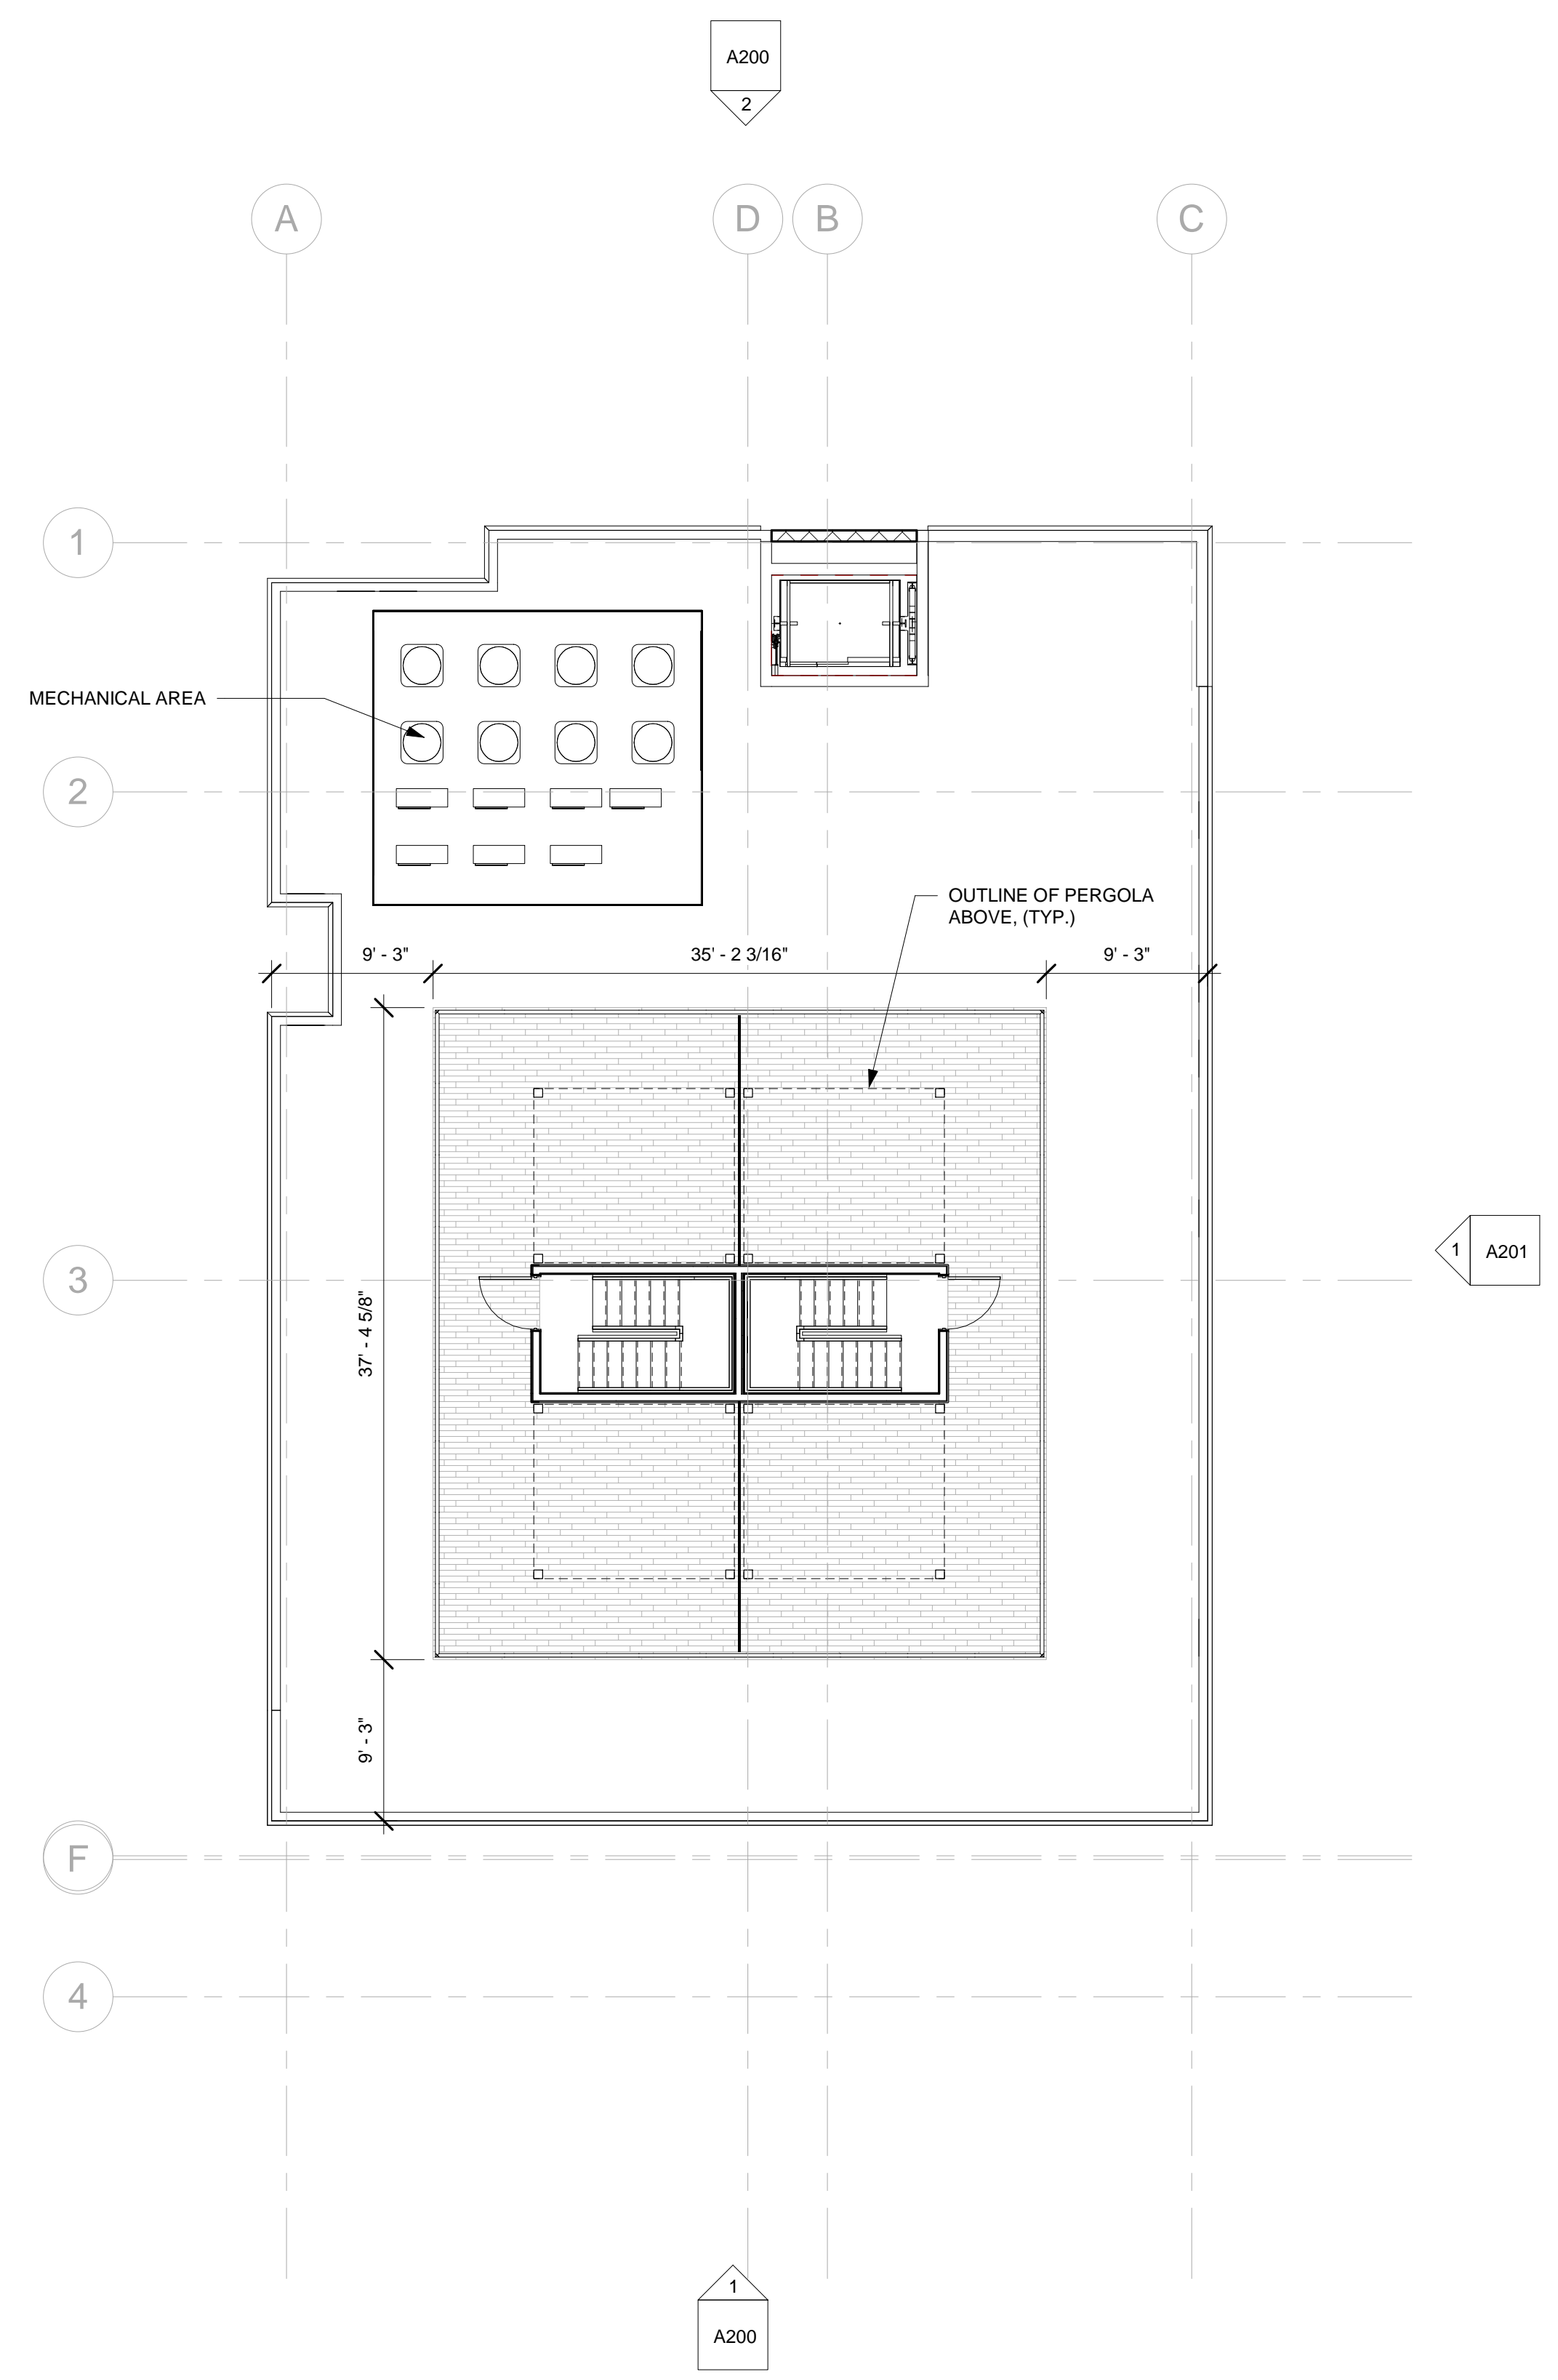 A200
2
A
D
B
C
1
MECHANICAL AREA
2
OUTLINE OF PERGOLA
ABOVE, (TYP.)
9' - 3"
35' - 2 3/16"
9' - 3"
1
A201
3
37' - 4 5/8"
9' - 3"
F
4
1
A200